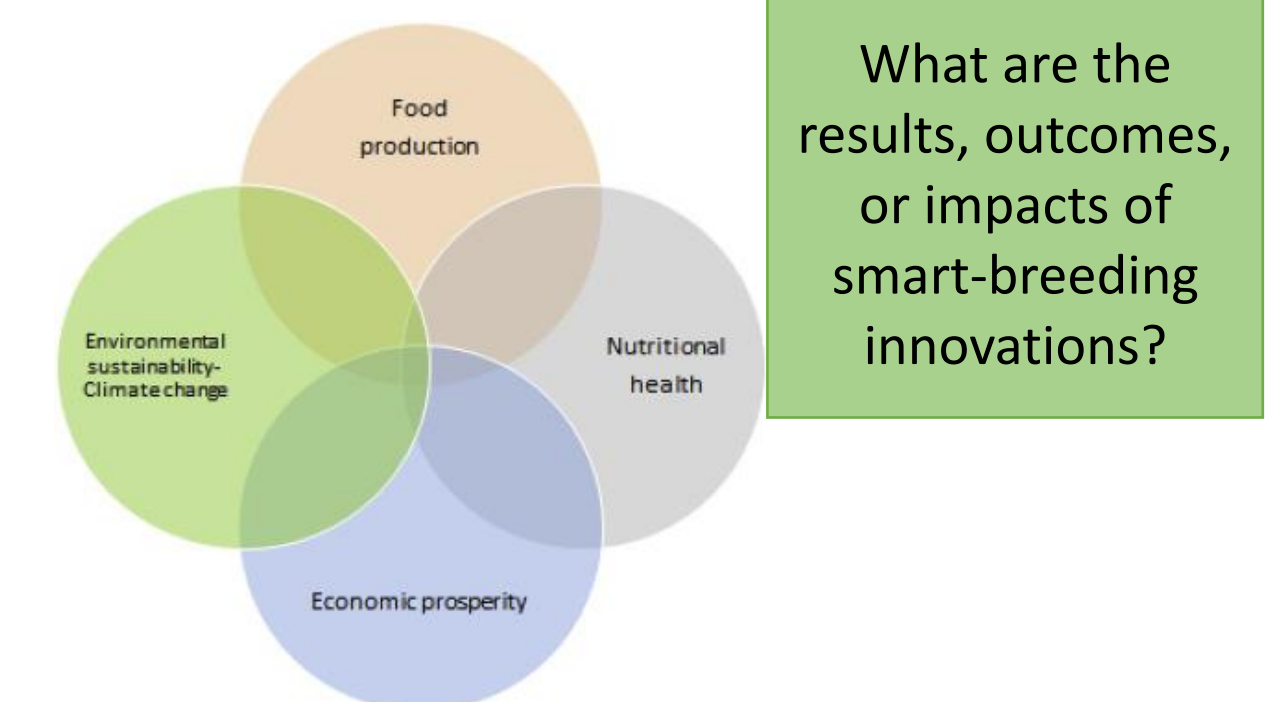 Food
production
Environmental
sustainability-
Climate change
Nutritional
health
Economic prosperity
What are the
results, outcomes,
or impacts of
smart-breeding
innovations?